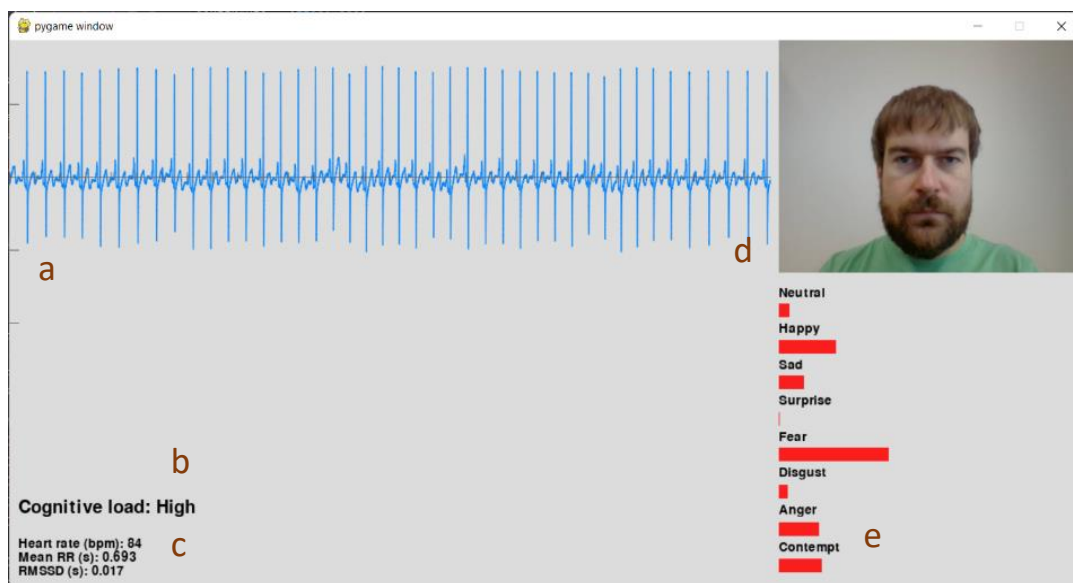 pygame window
a
d
Neutral
Happy
Sad
Surprise
Fear
b
Disgust
Cognitive load: High
Anger
Heart rate (bpm): 84
c
e
Mean RR (s): 0.693
Contempt
RMSSD (s): 0.017